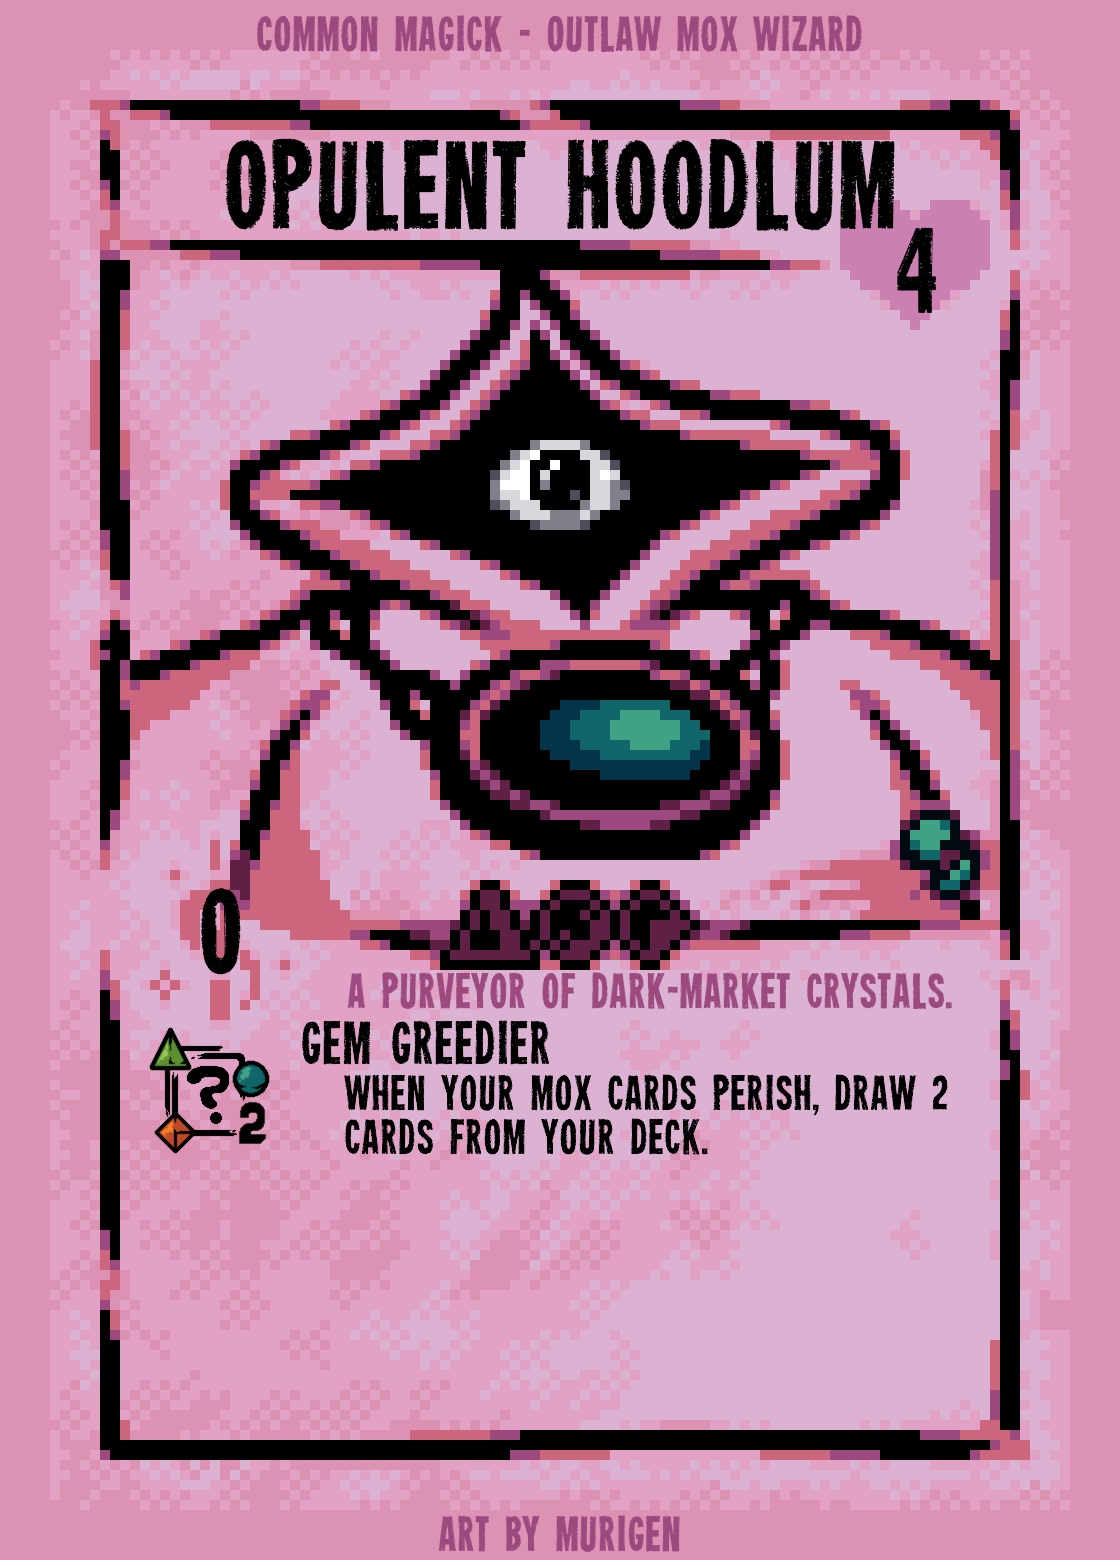 COMMON MAGICK - OUTLAW MOX WIZARD
OPULENT HOODLUM
4
0
A PURVEYOR OF DARK-MARKET CRYSTALS.
GEM GREEDIER
? 2
WHEN YOUR MOX CARDS PERISH, DRAW 2
CARDS FROM YOUR DECK.
ART BY MURIGEN